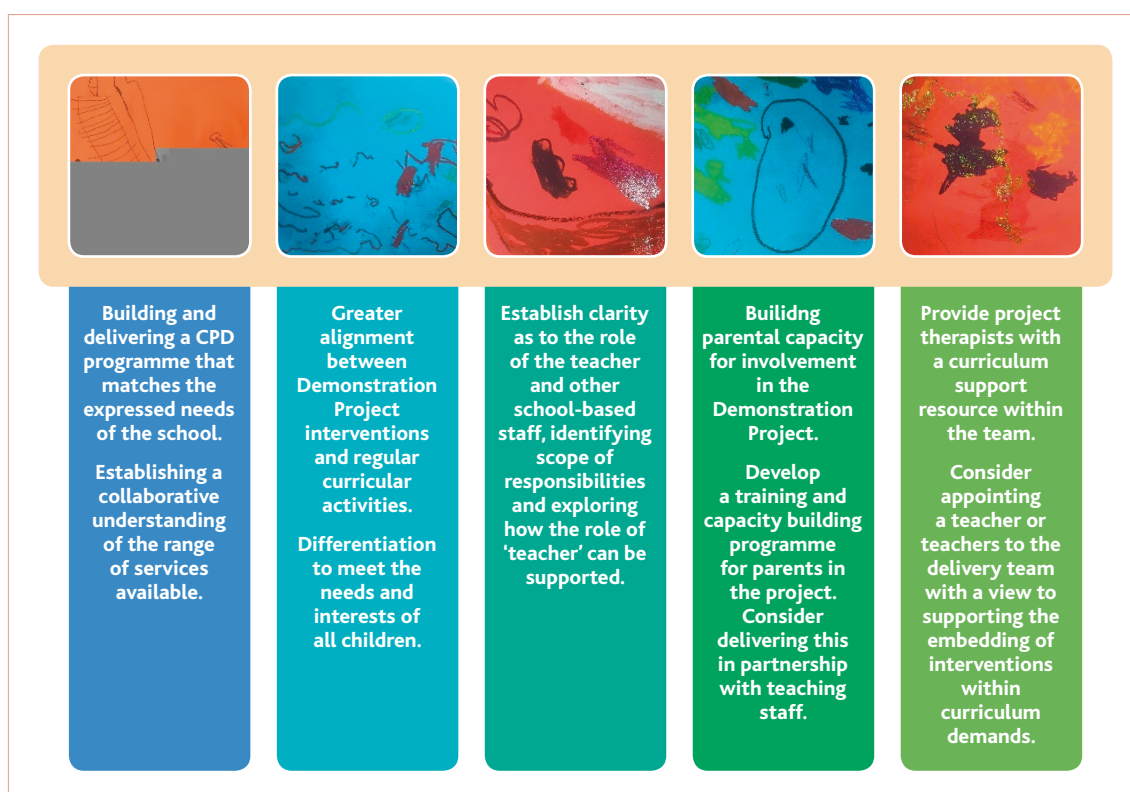 Building and
delivering a CPD
programme that
matches the
expressed needs
of the school.
Establishing a
collaborative
understanding
of the range
of services
available.
Greater
alignment
between
Demonstration
Project
interventions
and regular
curricular
activities.
Differentiation
to meet the
needs and
interests of
all children.
Establish clarity
as to the role
of the teacher
and other
school-based
staff, identifying
scope of
responsibilities
and exploring
how the role of
‘teacher’ can be
supported.
Builidng
parental capacity
for involvement
in the
Demonstration
Project.
Develop
a training and
capacity building
programme
for parents in
the project.
Consider
delivering this
in partnership
with teaching
staff.
Provide project
therapists with
a curriculum
support
resource within
the team.
Consider
appointing
a teacher or
teachers to the
delivery team
with a view to
supporting the
embedding of
interventions
within
curriculum
demands.